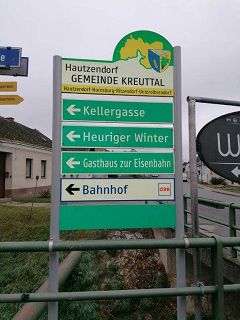 Hautzendorf
GEMEINDE KREUTTAL
Hautzendorf-Hornsburg-Ritzendorf-Unterolberndorf
Kellergasse
Heuriger Winter
Gasthaus zur Eisenbahn
Bahnhof
ÖBB